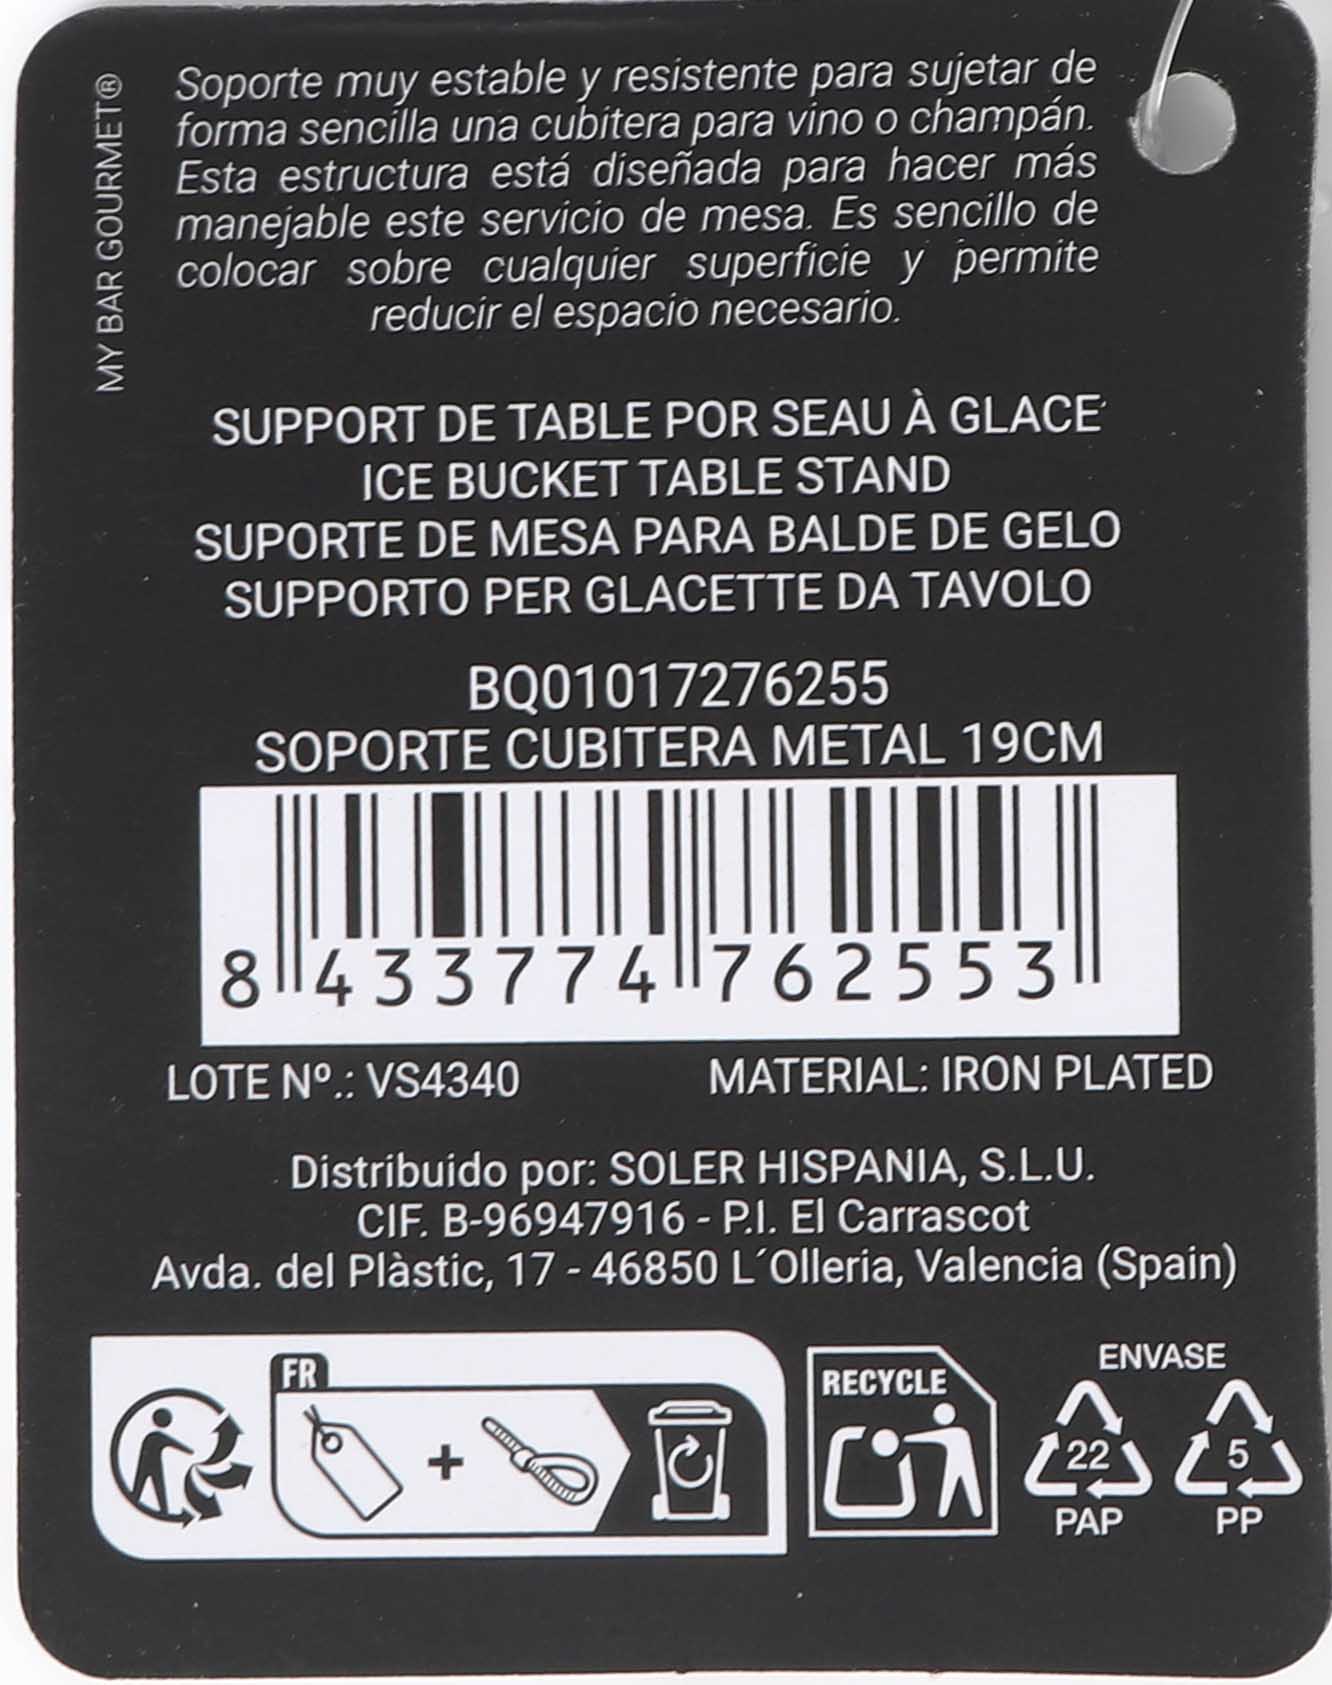 MY BAR GOURMET®
Soporte muy estable y resistente para sujetar de
forma sencilla una cubitera para vino o champán.
Esta estructura está diseñada para hacer más
manejable este servicio de mesa. Es sencillo de
colocar sobre cualquier superficie y permite
reducir el espacio necesario.
SUPPORT DE TABLE POR SEAU À GLACE
ICE BUCKET TABLE STAND
SUPORTE DE MESA PARA BALDE DE GELO
SUPPORTO PER GLACETTE DA TAVOLO
BQ01017276255
SOPORTE CUBITERA METAL 19CM
8 433774 762553
LOTE Nº.: VS4340 MATERIAL: IRON PLATED
Distribuido por: SOLER HISPANIA, S.L.U.
CIF. B-96947916 - P.I. El Carrascot
Avda. del Plàstic, 17 - 46850 L´Olleria, Valencia (Spain)
FR
+
RECYCLE
ENVASE
22
PAP
5
PP